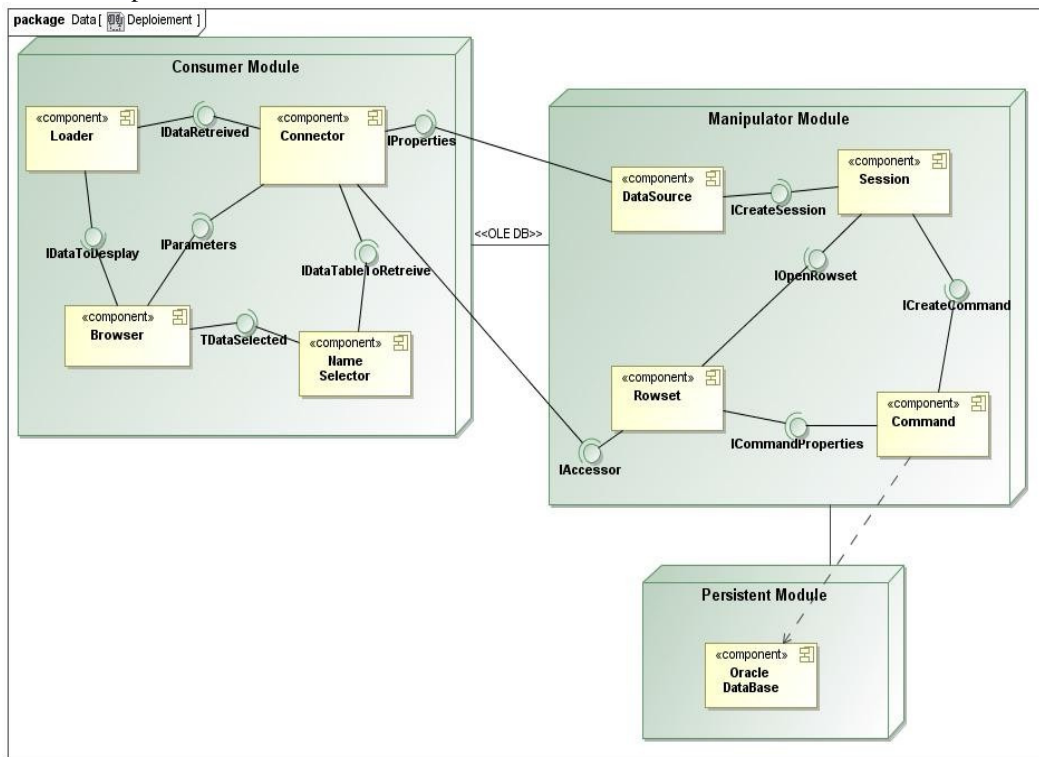 package Data [ Deploiement ]
Consumer Module
«component»
Loader
IDataRetreived
«component»
Connector
IProperties
IDataToDesplay
IParameters
IDataTableToRetreive
«component»
Browser
TDataSelected
«component»
Name
Selector
<<OLE DB>>
Manipulator Module
«component»
DataSource
ICreateSession
«component»
Session
IOpenRowset
ICreateCommand
«component»
Rowset
ICommandProperties
«component»
Command
IAccessor
Persistent Module
«component»
Oracle
DataBase